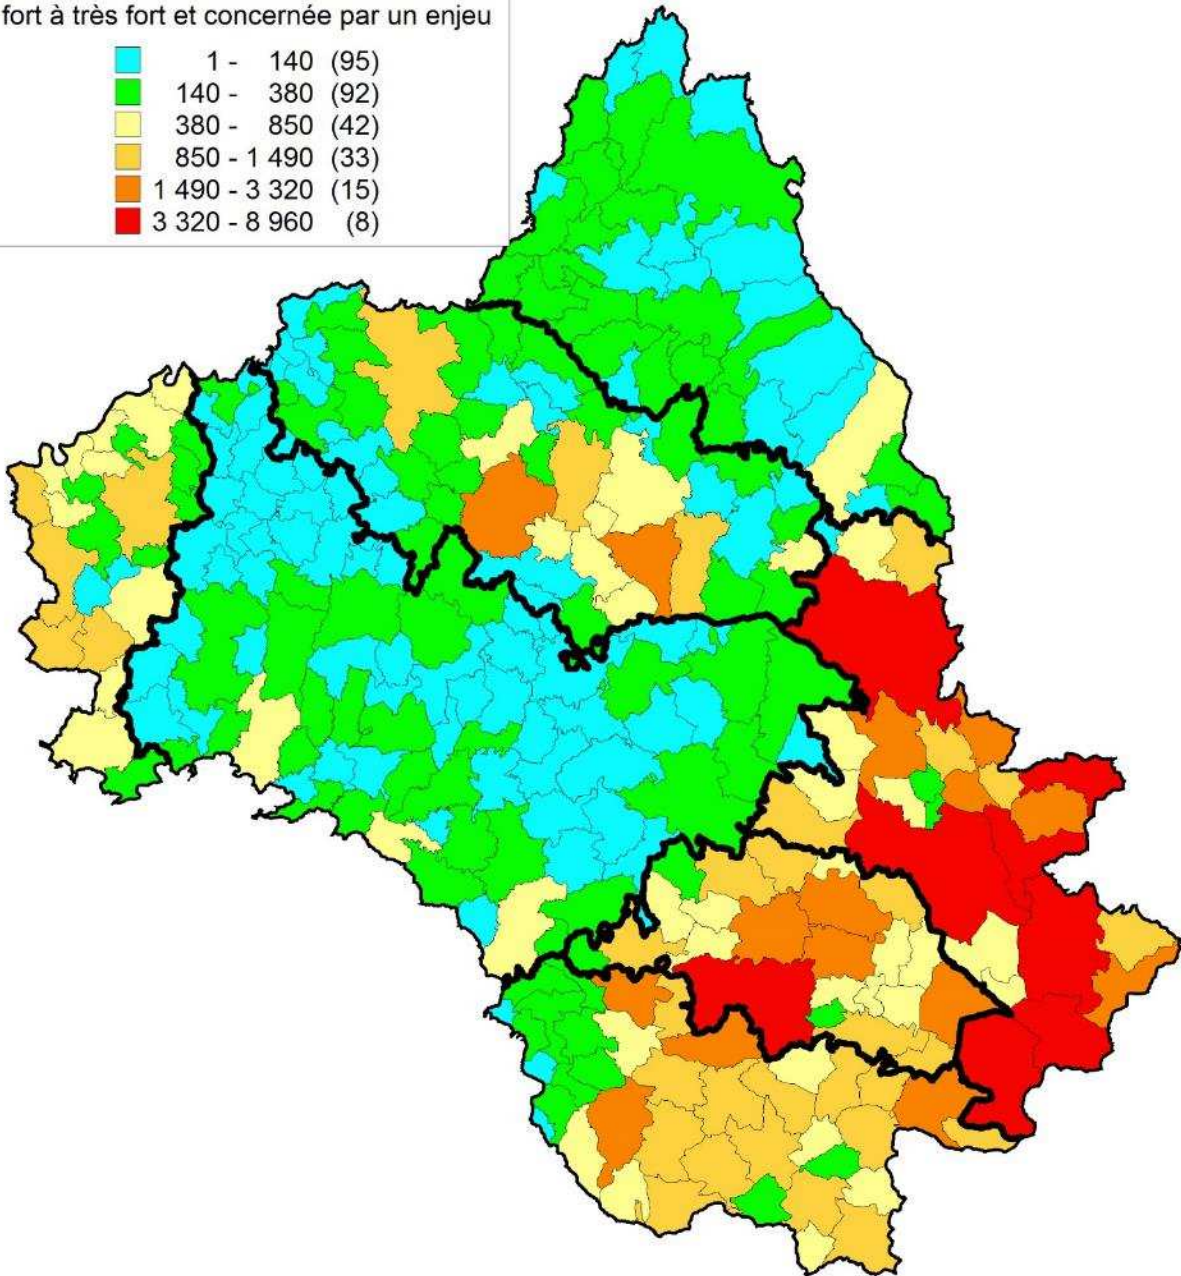 fort à très fort et concernée par un enjeu
1 - 140 (95)
140 - 380 (92)
380 - 850 (42)
850 - 1 490 (33)
1 490 - 3 320 (15)
3 320 - 8 960 (8)